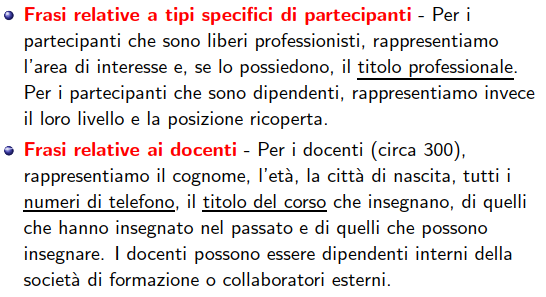 Frasi relative a tipi specifici di partecipanti - Per i
partecipanti che sono liberi professionisti, rappresentiamo
l'area di interesse e, se lo possiedono, il titolo professionale.
Per i partecipanti che sono dipendenti, rappresentiamo invece
il loro livello e la posizione ricoperta.
Frasi relative ai docenti - Per i docenti (circa 300),
rappresentiamo il cognome, l'età, la città di nascita, tutti i
numeri di telefono, il titolo del corso che insegnano, di quelli
che hanno insegnato nel passato e di quelli che possono
insegnare. I docenti possono essere dipendenti interni della
società di formazione o collaboratori esterni.